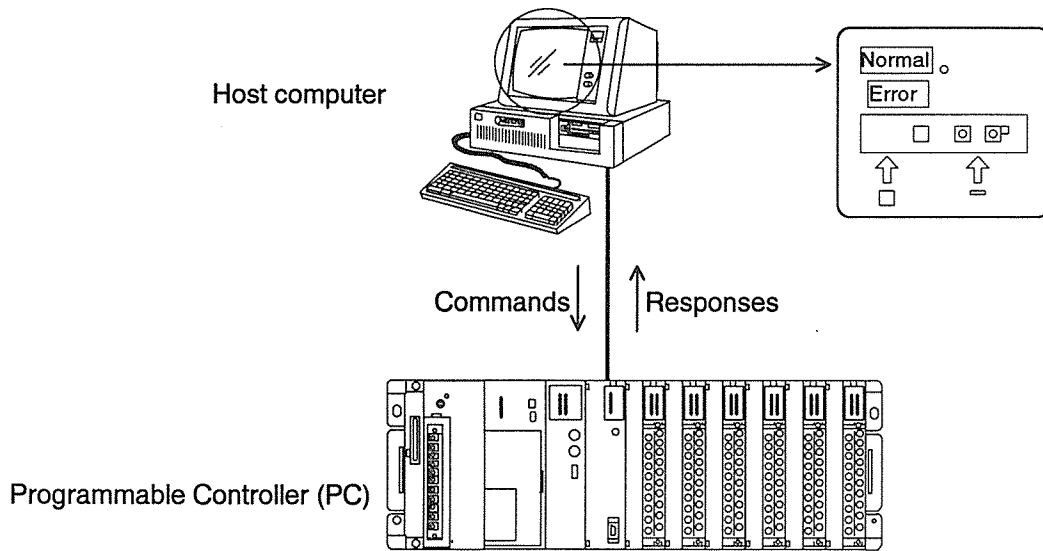 Host computer
Normal
Error
Commands
Responses
Programmable Controller (PC)